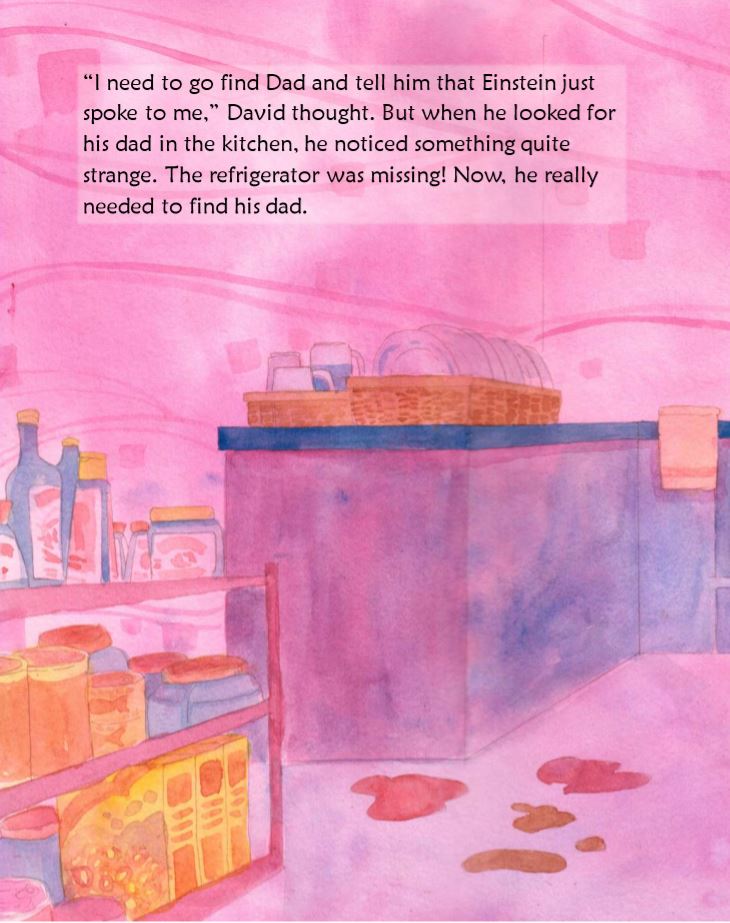 “I need to go find Dad and tell him that Einstein just
spoke to me,” David thought. But when he looked for
his dad in the kitchen, he noticed something quite
strange. The refrigerator was missing! Now, he really
needed to find his dad.